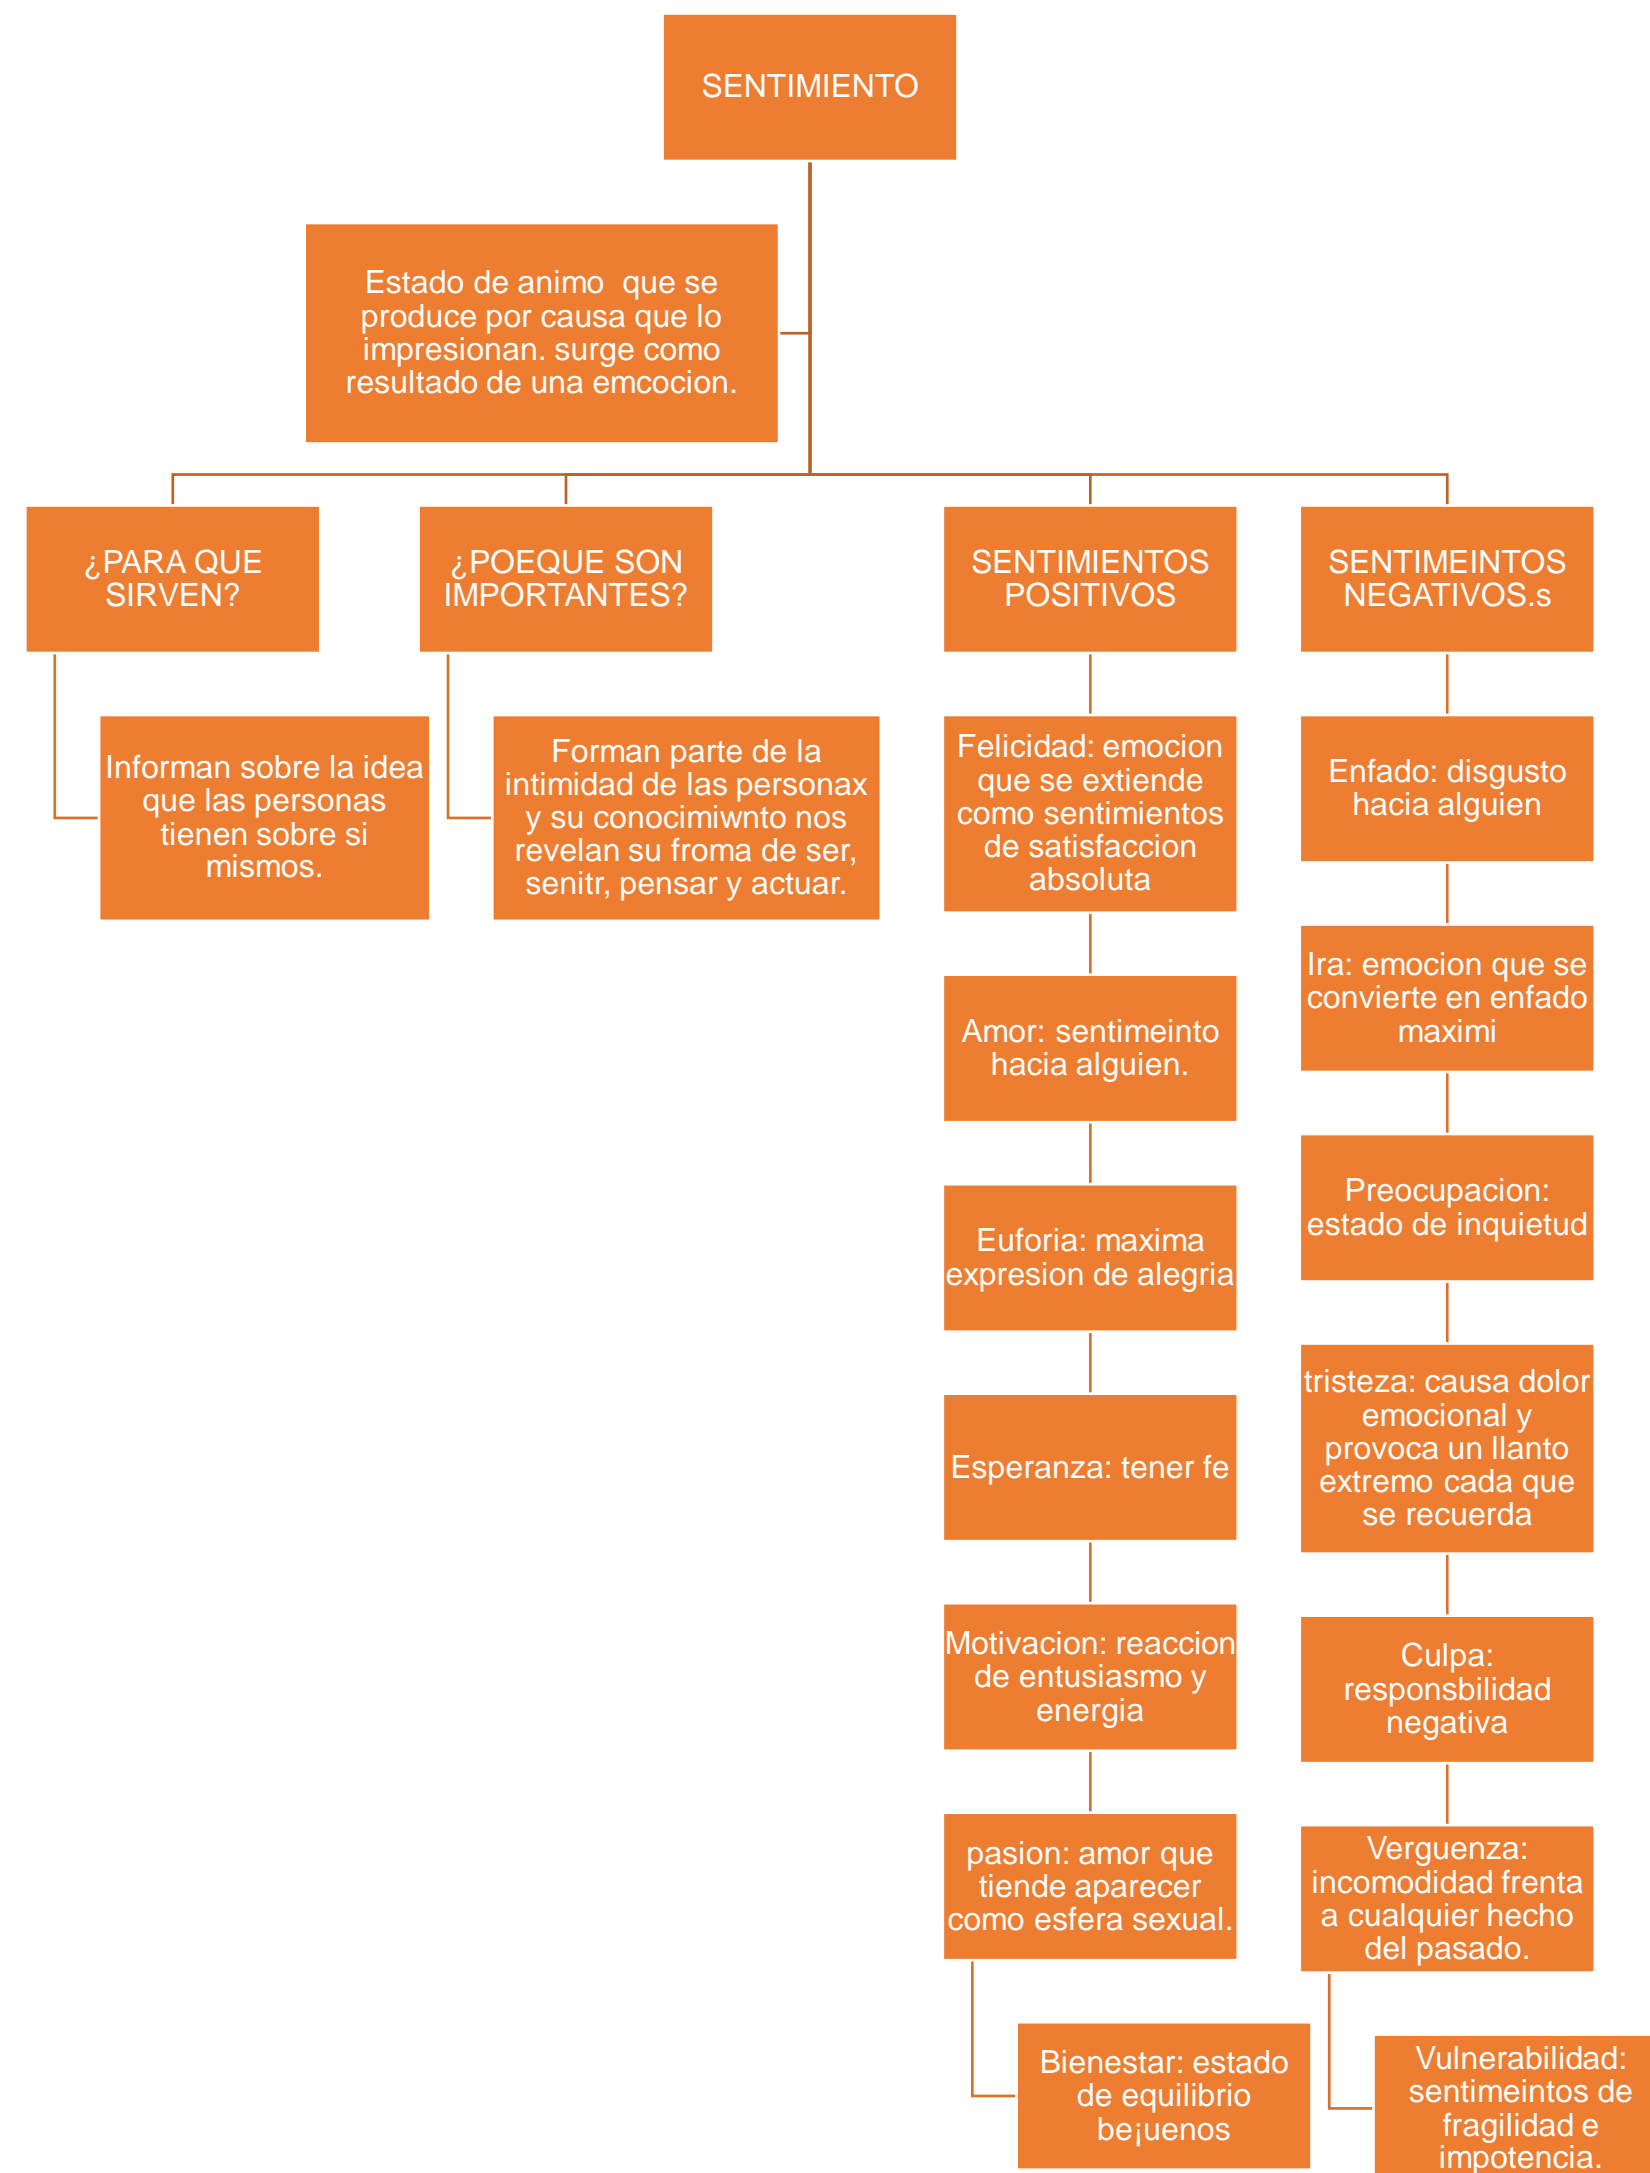 SENTIMIENTO
Estado de animo  que se
produce por causa que lo
impresionan. surge como
resultado de una emcocion.
¿PARA QUE
SIRVEN?
Informan sobre la idea
que las personas
tienen sobre si
mismos.
¿POEQUE SON
IMPORTANTES?
Forman parte de la
intimidad de las personax
y su conocimiwnto nos
revelan su froma de ser,
senitr, pensar y actuar.
SENTIMIENTOS
POSITIVOS
Felicidad: emocion
que se extiende
como sentimientos
de satisfaccion
absoluta
Amor: sentimeinto
hacia alguien.
Euforia: maxima
expresion de alegria
Esperanza: tener fe
Motivacion: reaccion
de entusiasmo y
energia
pasion: amor que
tiende aparecer
como esfera sexual.
Bienestar: estado
de equilibrio
be¡uenos
SENTIMEINTOS
NEGATIVOS.s
Enfado: disgusto
hacia alguien
Ira: emocion que se
convierte en enfado
maximi
Preocupacion:
estado de inquietud
tristeza: causa dolor
emocional y
provoca un llanto
extremo cada que
se recuerda
Culpa:
responsbilidad
negativa
Verguenza:
incomodidad frenta
a cualquier hecho
del pasado.
Vulnerabilidad:
sentimeintos de
fragilidad e
impotencia.